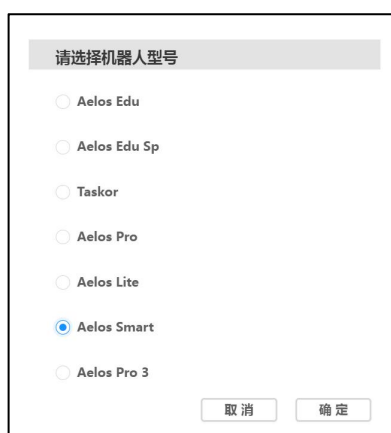 请选择机器人型号
Aelos Edu
Aelos Edu Sp
Taskor
Aelos Pro
Aelos Lite
Aelos Smart
Aelos Pro 3
取消 确定